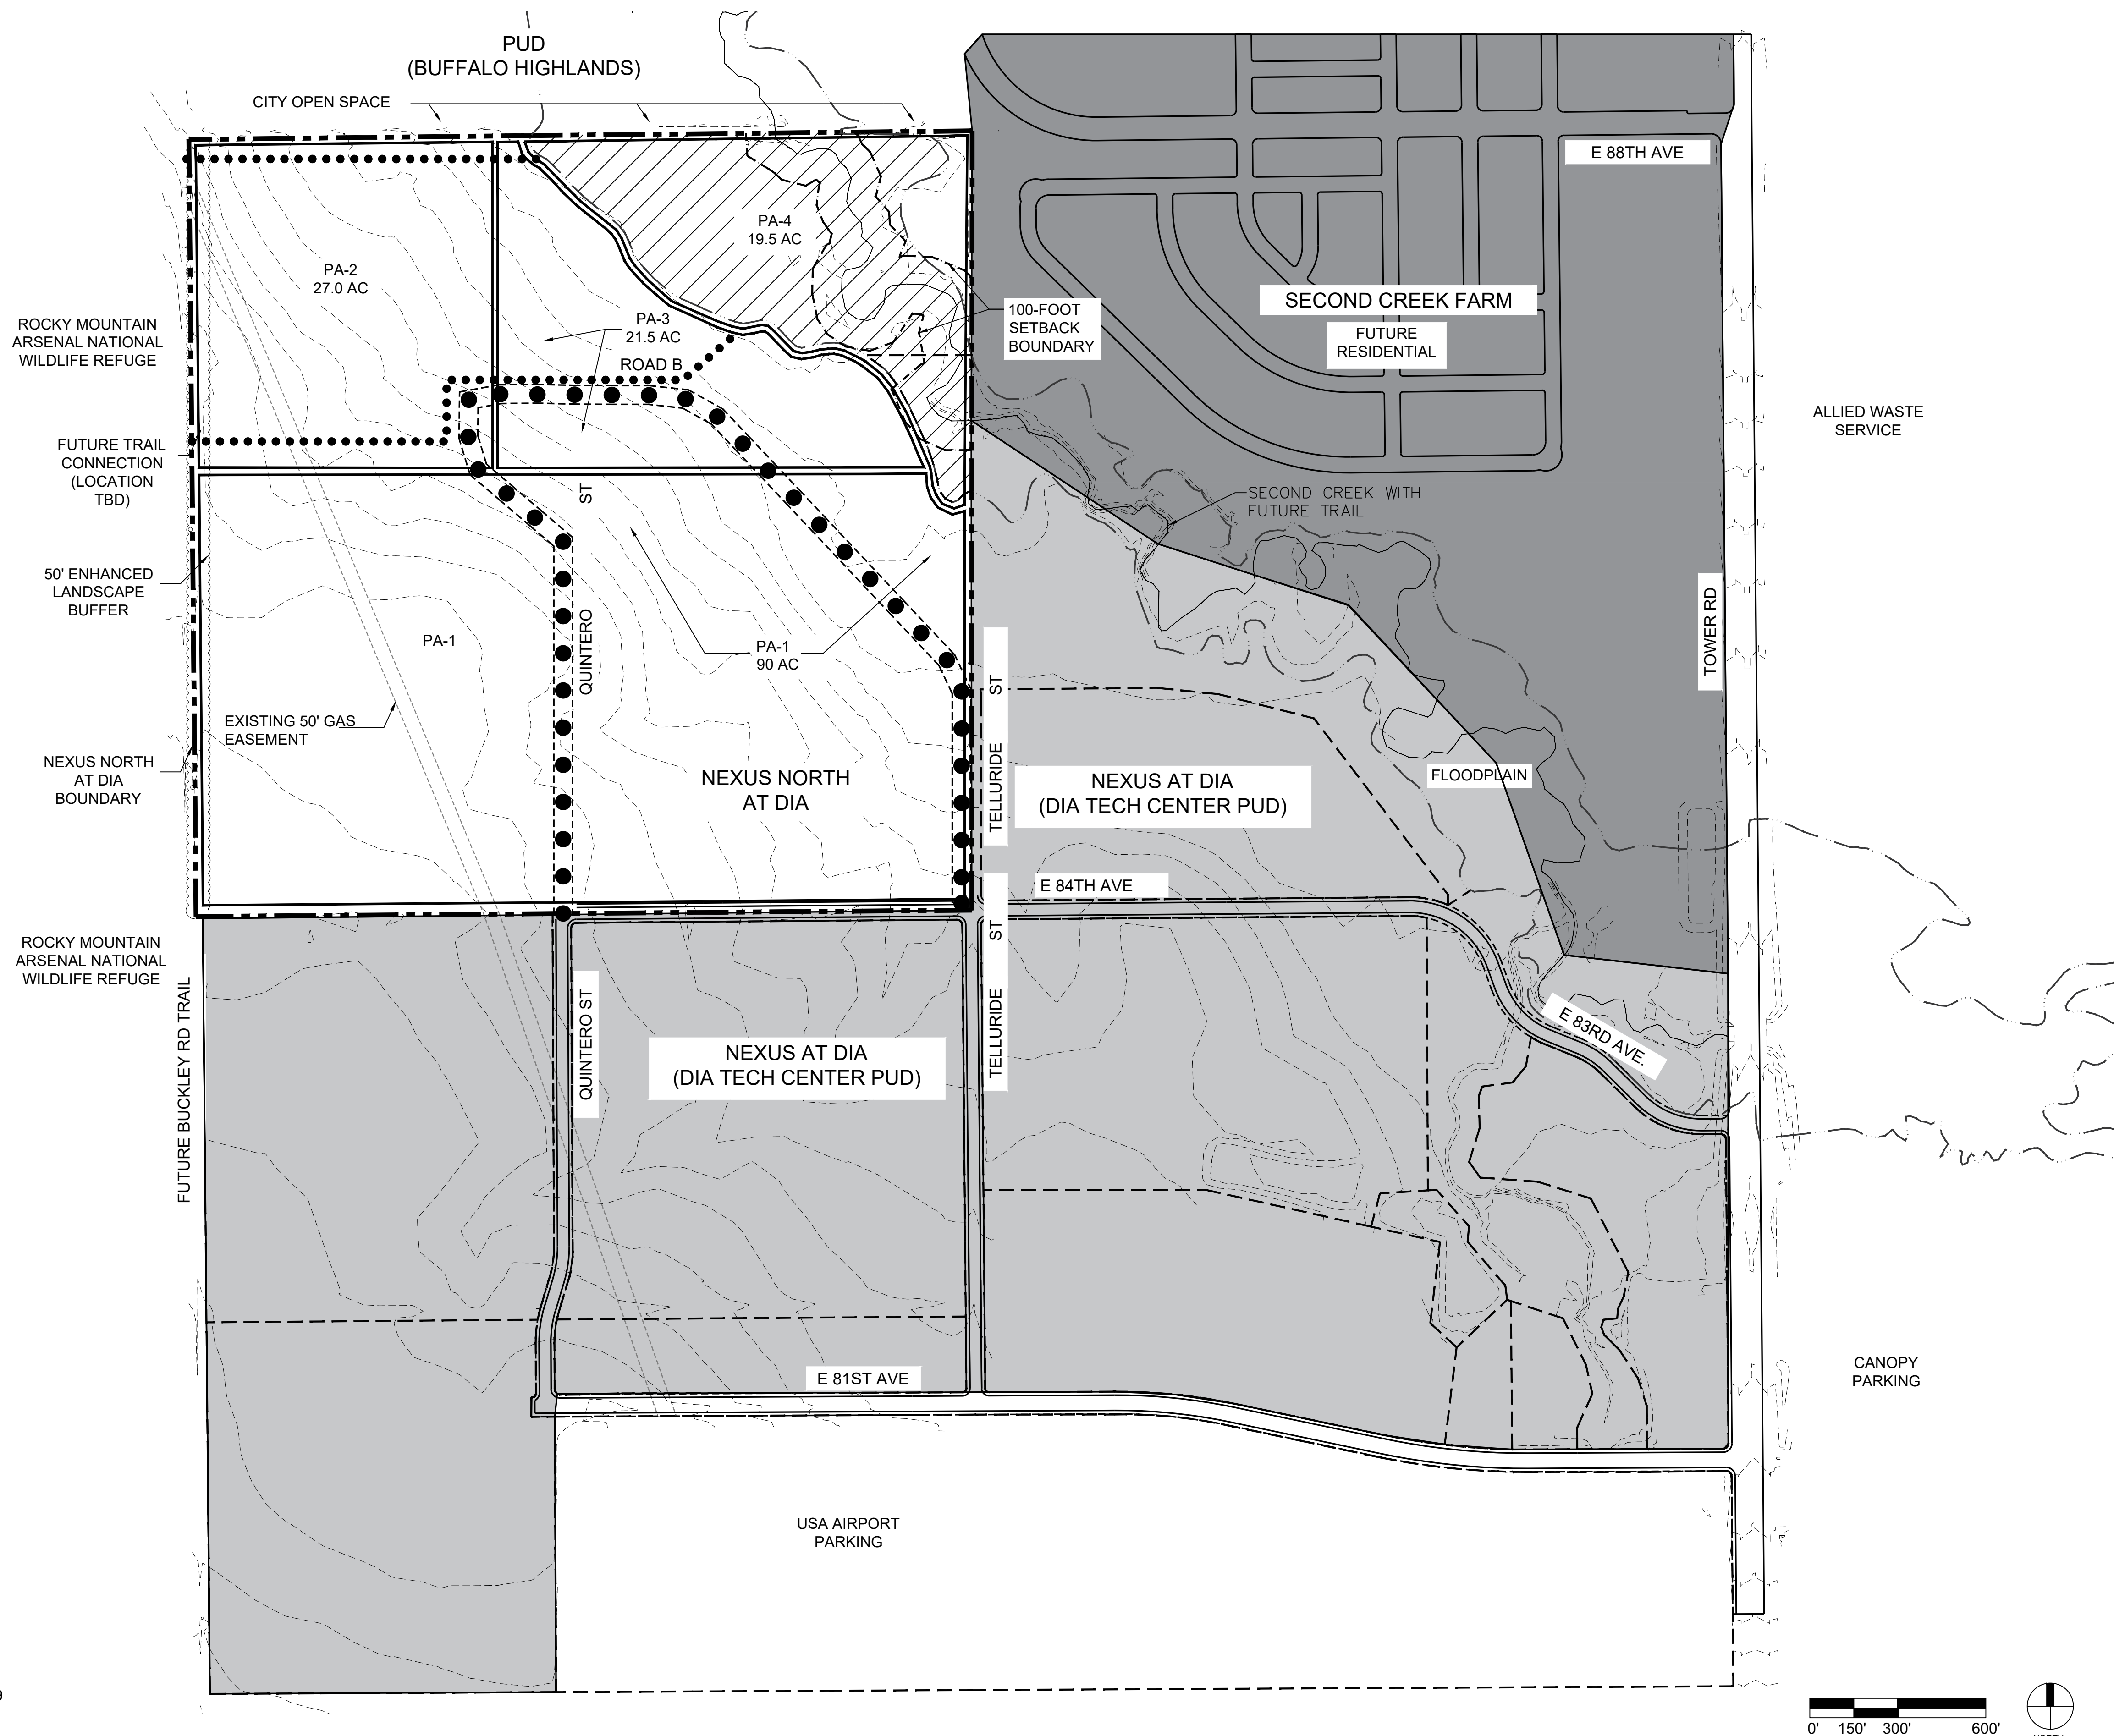 PUD
(BUFFALO HIGHLANDS)
CITY OPEN SPACE
E 88TH AVE
PA-4
19.5 AC
PA-2
27.0 AC
SECOND CREEK FARM
FUTURE
RESIDENTIAL
100-FOOT
SETBACK
BOUNDARY
PA-3
21.5 AC
ROAD B
ROCKY MOUNTAIN
ARSENAL NATIONAL
WILDLIFE REFUGE
ALLIED WASTE
SERVICE
FUTURE TRAIL
CONNECTION
(LOCATION
TBD)
SECOND CREEK WITH
FUTURE TRAIL
50' ENHANCED
LANDSCAPE
BUFFER
QUINTERO ST
TOWER RD
PA-1
PA-1
90 AC
EXISTING 50' GAS
EASEMENT
TELLURIDE ST
NEXUS NORTH
AT DIA
BOUNDARY
NEXUS NORTH
AT DIA
NEXUS AT DIA
(DIA TECH CENTER PUD)
FLOODPLAIN
E 84TH AVE
ROCKY MOUNTAIN
ARSENAL NATIONAL
WILDLIFE REFUGE
FUTURE BUCKLEY RD TRAIL
QUINTERO ST
NEXUS AT DIA
(DIA TECH CENTER PUD)
TELLURIDE ST
E 83RD AVE.
E 81ST AVE
CANOPY
PARKING
USA AIRPORT
PARKING
0' 150' 300' 600'